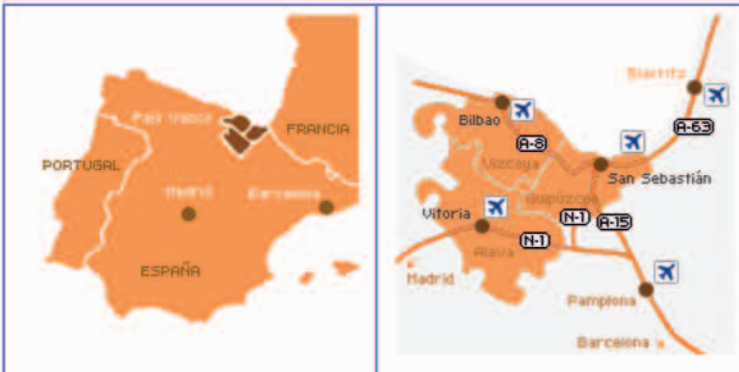 País Vasco
FRANCIA
PORTUGAL
Madrid
Barcelona
ESPAÑA
Biarritz
Bilbao
A-63
A-8
Vizcaya
San Sebastián
Guipúzcoa
Vitoria
N-1
A-15
N-1
Alava
Madrid
Pamplona
Barcelona